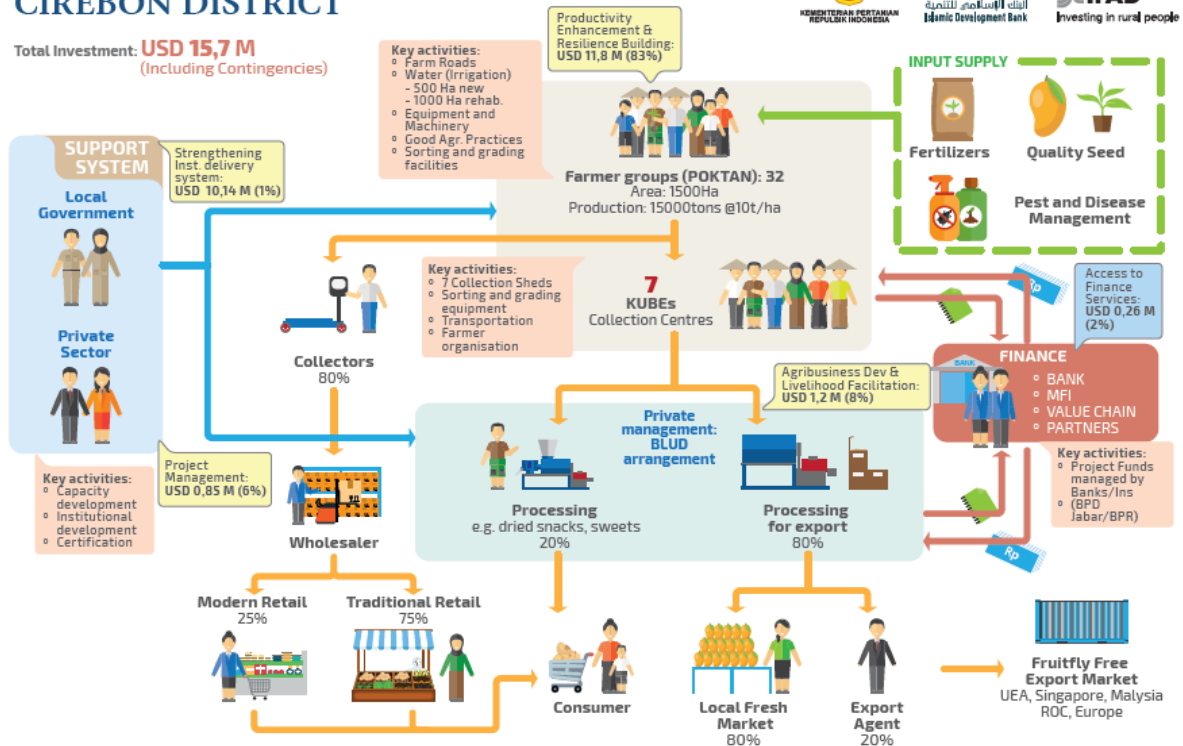 CIREBON DISTRICT
Total Investment: USD 15,7 M
(Including Contingencies)
Key activities:
Farm Roads
Water (Irrigation)
- 500 Ha new
- 1000 Ha rehab.
Equipment and
Machinery
Good Agr. Practices
Sorting and grading
facilities
Productivity
Enhancement &
Resilience Building:
USD 11,8 M (83%)
KEMENTERIAN PERTANIAN
REPULBIK INDONESIA
البنك الإسلامي للتنمية
Islamic Development Bank
Investing in rural people
INPUT SUPPLY
Fertilizers
Quality Seed
Pest and Disease
Management
SUPPORT
SYSTEM
Local
Government
Private
Sector
Strengthening
Inst. delivery
system:
USD 10,14 M (1%)
Farmer groups (POKTAN): 32
Area: 1500Ha
Production: 15000tons @10t/ha
Collectors
80%
Key activities:
7 Collection Sheds
Sorting and grading
equipment
Transportation
Farmer
organisation
7
KUBEs
Collection Centres
Rp
Access to
Finance
Services:
USD 0,26 M
(2%)
BANK
FINANCE
BANK
MFI
VALUE CHAIN
PARTNERS
Agribusiness Dev &
Livelihood Facilitation:
USD 1,2 M (8%)
Private
management:
BLUD
arrangement
Key activities:
Project Funds
managed by
Banks/Ins
(BPD
Jabar/BPR)
Rp
Project
Management:
USD 0,85 M (6%)
Key activities:
Capacity
development
Institutional
development
Certification
Wholesaler
Processing
e.g. dried snacks, sweets
20%
Processing
for export
80%
Modern Retail
25%
Traditional Retail
75%
Consumer
Local Fresh
Market
80%
Export
Agent
20%
Fruitfly Free
Export Market
UEA, Singapore, Malysia
ROC, Europe